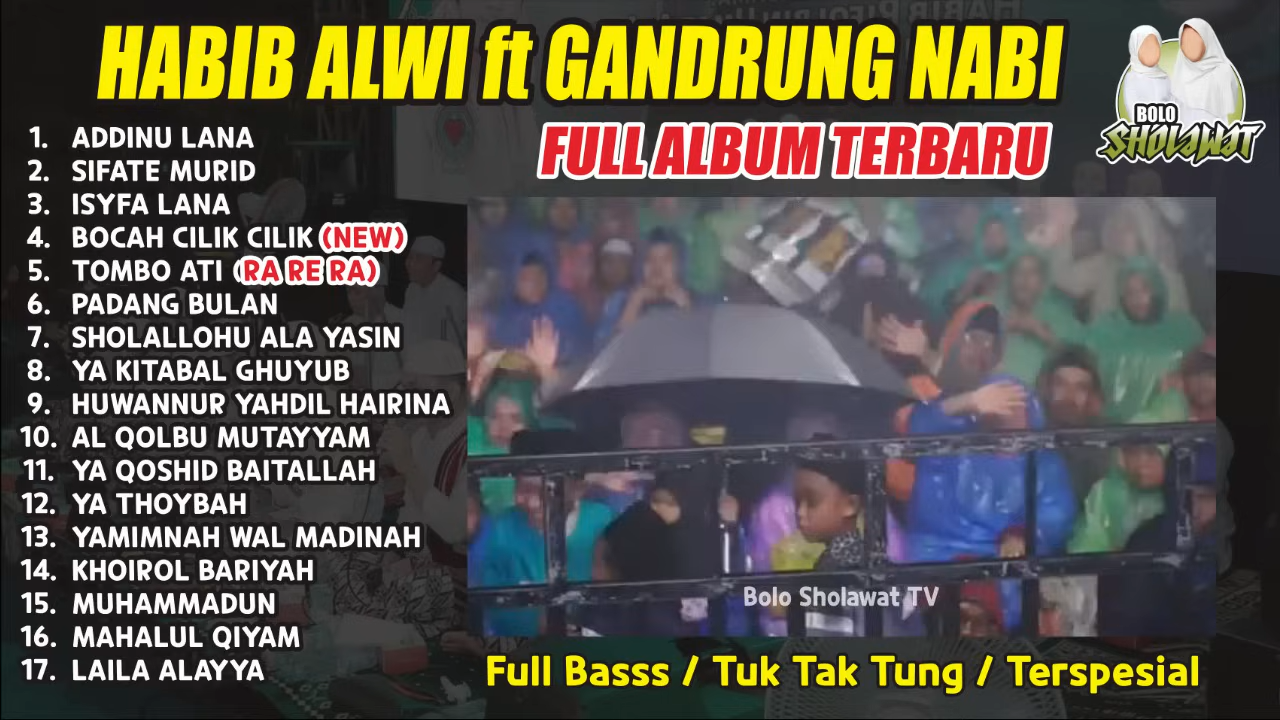 HABIB ALWI ft GANDRUNG NABI
FULL ALBUM TERBARU
BOLO
SHOLAWAT
1. ADDINU LANA
2. SIFATE MURID
3. ISYFA LANA
4. BOCAH CILIK CILIK (NEW)
5. TOMBO ATI (RA RE RA)
6. PADANG BULAN
7. SHOLALLOHU ALA YASIN
8. YA KITABAL GHUYUB
9. HUWANNUR YAHDIL HAIRINA
10. AL QOLBU MUTAYYAM
11. YA QOSHID BAITALLAH
12. YA THOYBAH
13. YAMIMNAH WAL MADINAH
14. KHOIROL BARIYAH
15. MUHAMMADUN
16. MAHALUL QIYAM
17. LAILA ALAYYA
Bolo Sholawat TV
Full Basss / Tuk Tak Tung / Terspesial